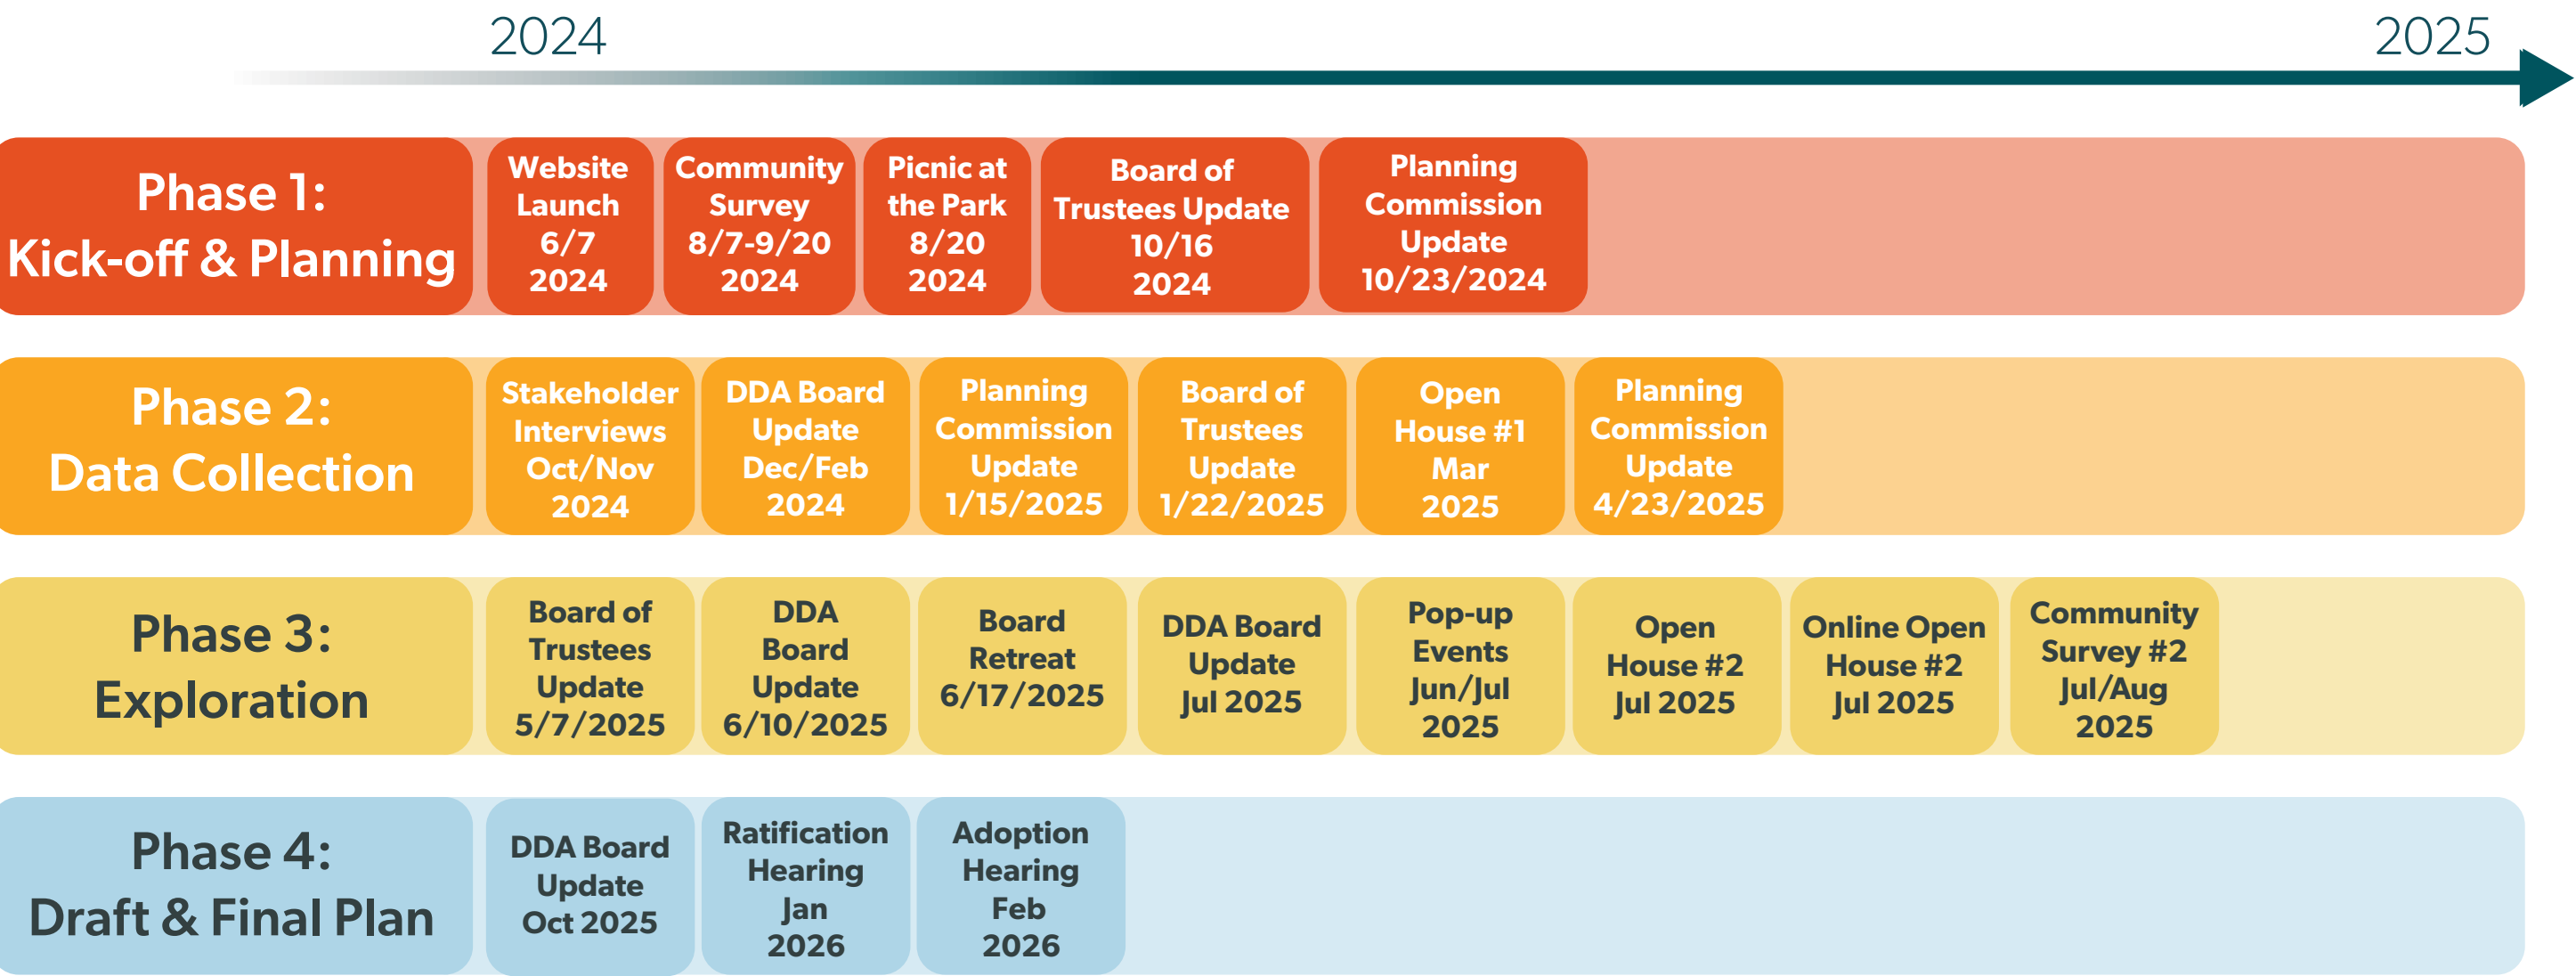 2024
2025
Phase 1:
Kick-off & Planning
Website
Launch
6/7
2024
Community
Survey
8/7-9/20
2024
Picnic at
the Park
8/20
2024
Board of
Trustees Update
10/16
2024
Planning
Commission
Update
10/23/2024
Phase 2:
Data Collection
Stakeholder
Interviews
Oct/Nov
2024
DDA Board
Update
Dec/Feb
2024
Planning
Commission
Update
1/15/2025
Board of
Trustees
Update
1/22/2025
Open
House #1
Mar
2025
Planning
Commission
Update
4/23/2025
Phase 3:
Exploration
Board of
Trustees
Update
5/7/2025
DDA
Board
Update
6/10/2025
Board
Retreat
6/17/2025
DDA Board
Update
Jul 2025
Pop-up
Events
Jun/Jul
2025
Open
House #2
Jul 2025
Online Open
House #2
Jul 2025
Community
Survey #2
Jul/Aug
2025
Phase 4:
Draft & Final Plan
DDA Board
Update
Oct 2025
Ratification
Hearing
Jan
2026
Adoption
Hearing
Feb
2026